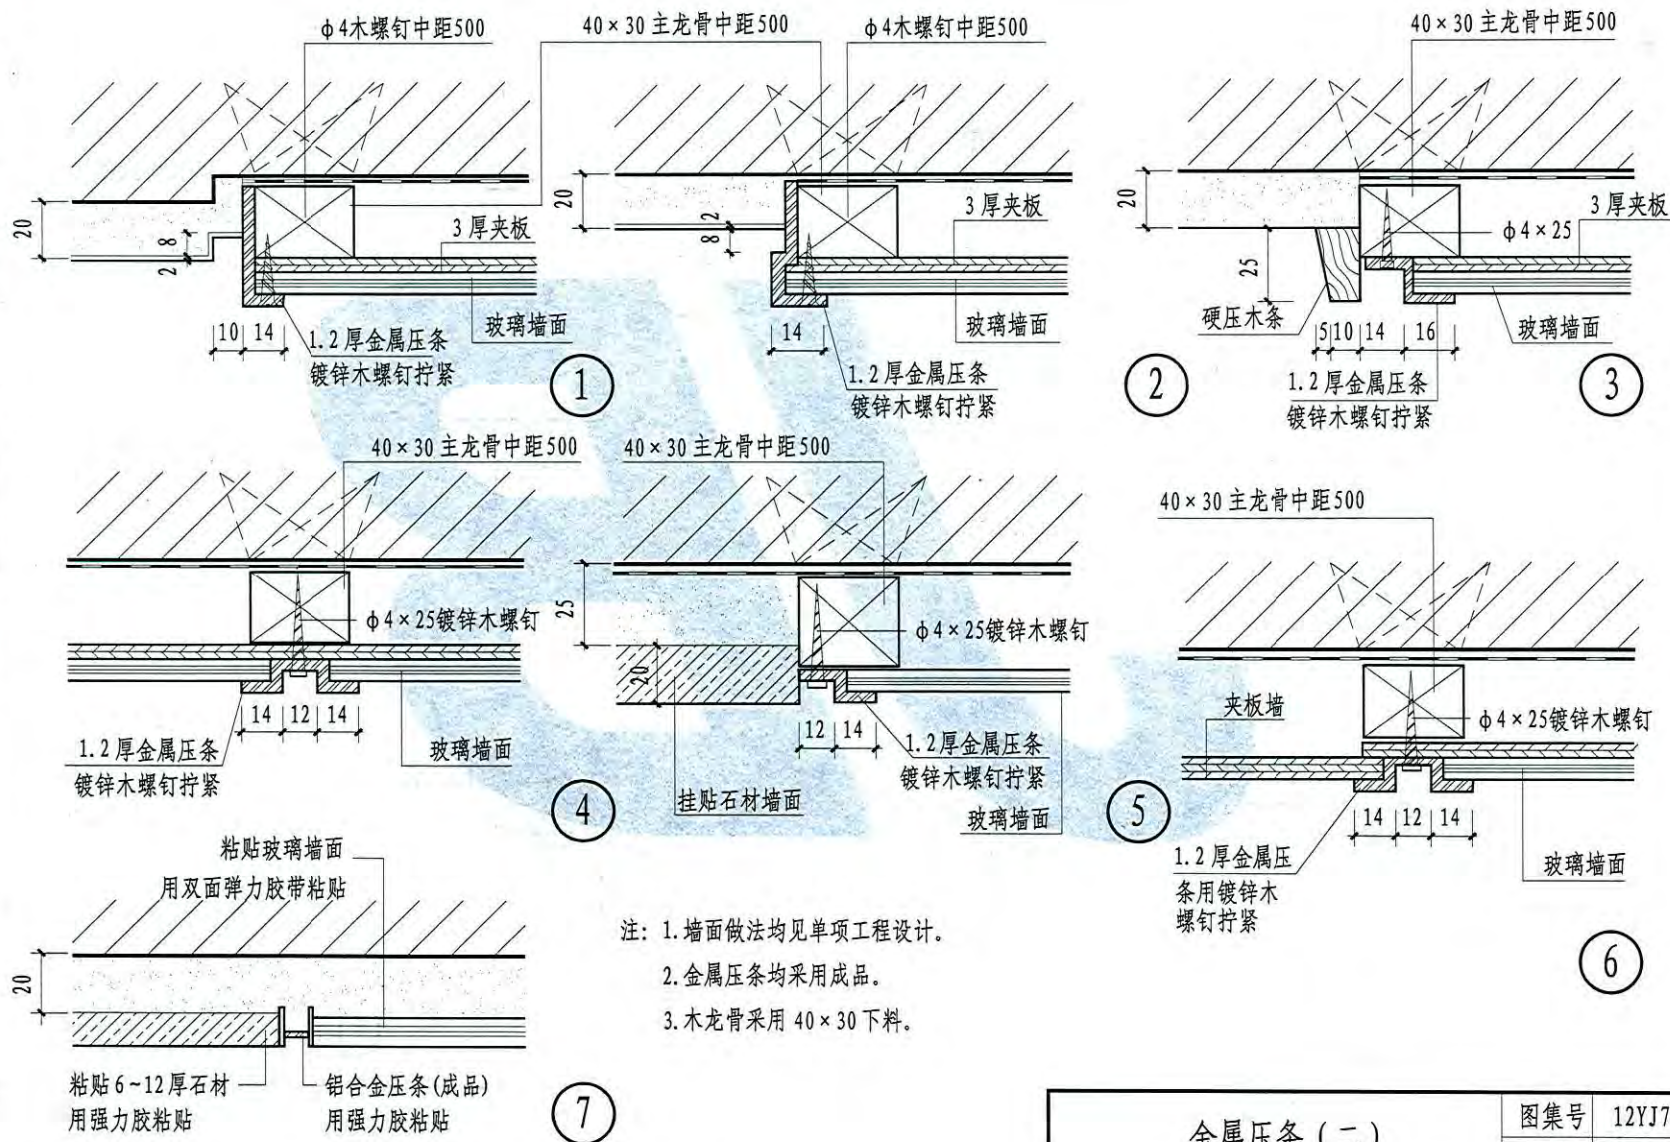 φ4木螺钉中距500
40×30 主龙骨中距500
φ4木螺钉中距500
20
8
2
3 厚夹板
玻璃墙面
10
14
1.2 厚金属压条
镀锌木螺钉拧紧
1
20
2
8
3 厚夹板
玻璃墙面
14
1.2 厚金属压条
镀锌木螺钉拧紧
2
40×30 主龙骨中距500
20
25
3 厚夹板
φ4×25
硬压木条
5
10
14
16
玻璃墙面
1.2 厚金属压条
镀锌木螺钉拧紧
3
40×30 主龙骨中距500
φ4×25镀锌木螺钉
14
12
14
1.2 厚金属压条
镀锌木螺钉拧紧
玻璃墙面
4
40×30 主龙骨中距500
25
20
φ4×25镀锌木螺钉
12
14
1.2 厚金属压条
镀锌木螺钉拧紧
挂贴石材墙面
玻璃墙面
5
40×30 主龙骨中距500
夹板墙
φ4×25镀锌木螺钉
14
12
14
1.2 厚金属压
条用镀锌木
螺钉拧紧
玻璃墙面
6
粘贴玻璃墙面
用双面弹力胶带粘贴
20
粘贴 6~12 厚石材
用强力胶粘贴
铝合金压条(成品)
用强力胶粘贴
7
注: 1.墙面做法均见单项工程设计。
2.金属压条均采用成品。
3.木龙骨采用 40×30 下料。
金属压条(二)
图集号
12YJ7